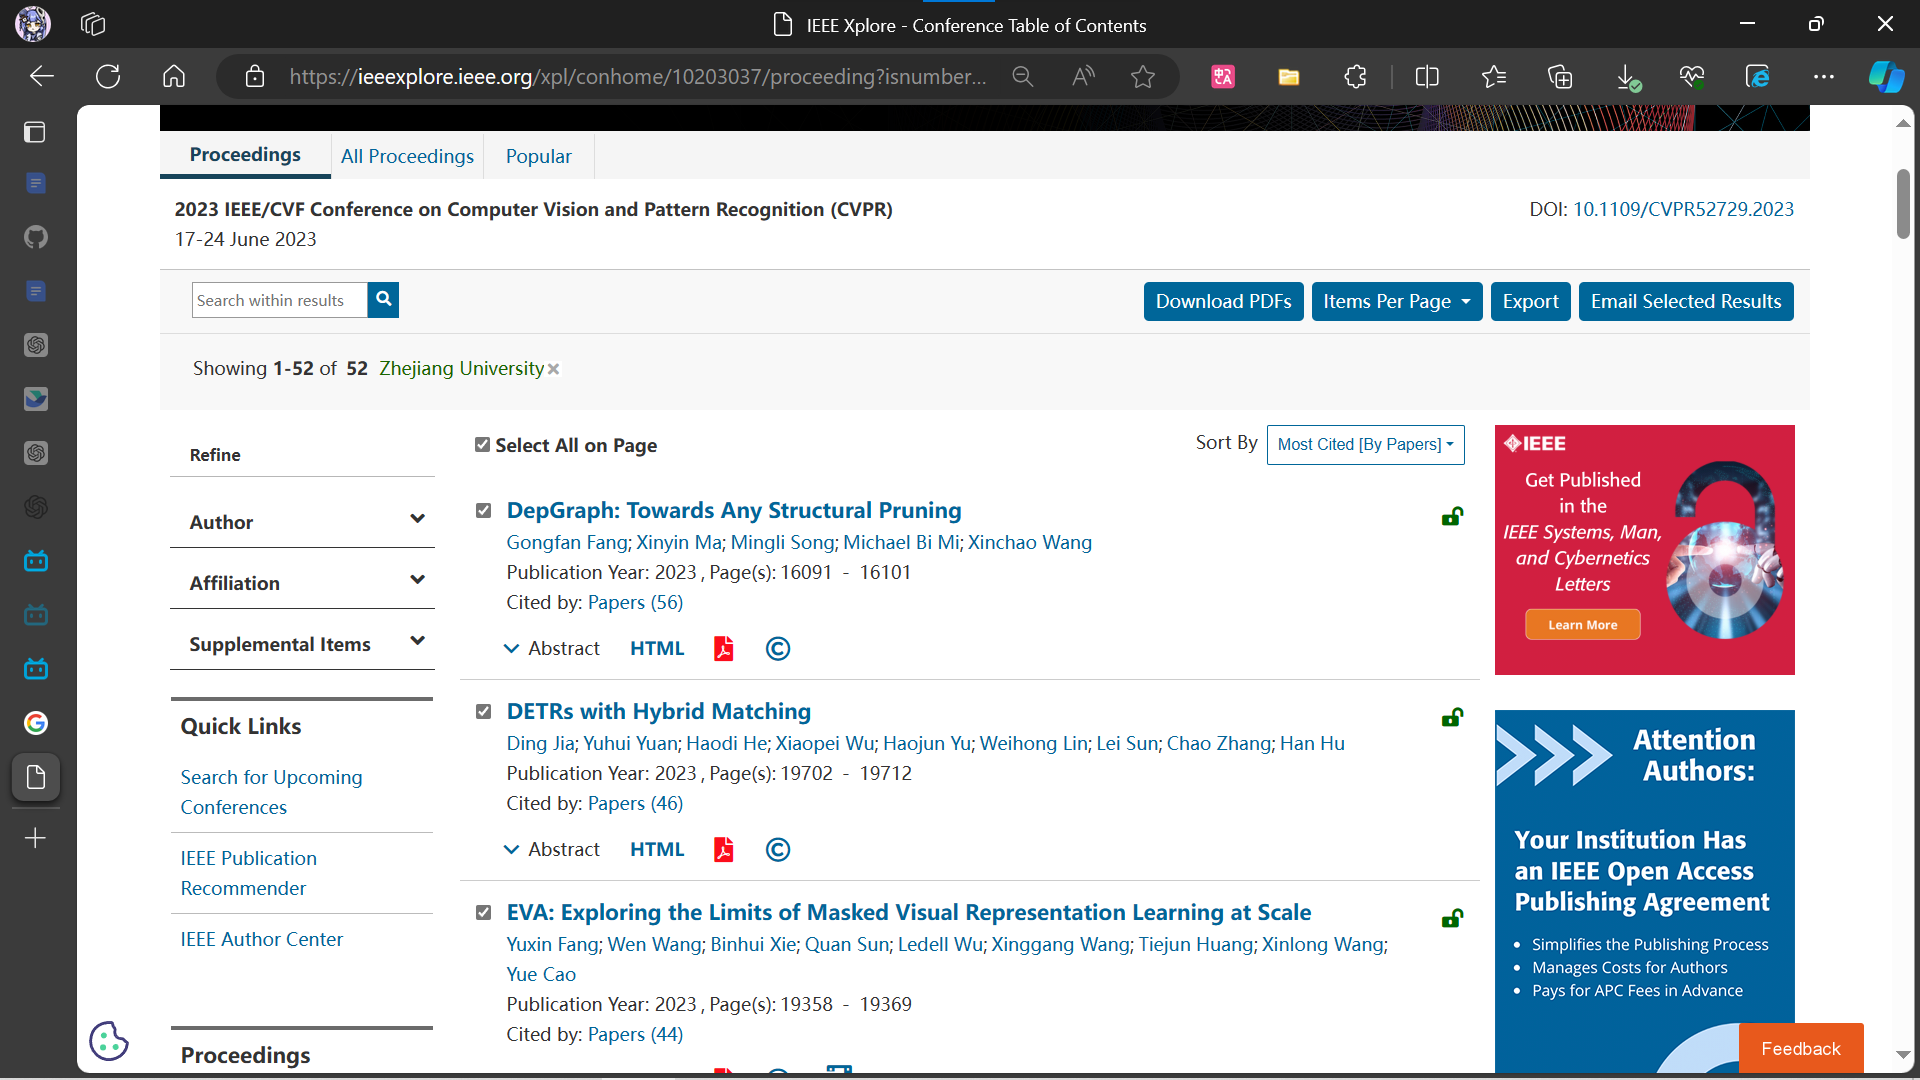 IEEE Xplore - Conference Table of Contents
https://ieeexplore.ieee.org/xpl/conhome/10203037/proceeding?isnumber...
Proceedings
All Proceedings
Popular
2023 IEEE/CVF Conference on Computer Vision and Pattern Recognition (CVPR)
DOI: 10.1109/CVPR52729.2023
17-24 June 2023
Search within results
Download PDFs
Items Per Page
Export
Email Selected Results
Showing 1-52 of 52 Zhejiang University
Refine
Author
Affiliation
Supplemental Items
Quick Links
Search for Upcoming
Conferences
IEEE Publication
Recommender
IEEE Author Center
Proceedings
Select All on Page
Sort By
Most Cited [By Papers]
DepGraph: Towards Any Structural Pruning
Gongfan Fang; Xinyin Ma; Mingli Song; Michael Bi Mi; Xinchao Wang
Publication Year: 2023 , Page(s): 16091 - 16101
Cited by: Papers (56)
Abstract HTML ©
DETRs with Hybrid Matching
Ding Jia; Yuhui Yuan; Haodi He; Xiaopei Wu; Haojun Yu; Weihong Lin; Lei Sun; Chao Zhang; Han Hu
Publication Year: 2023 , Page(s): 19702 - 19712
Cited by: Papers (46)
Abstract HTML ©
EVA: Exploring the Limits of Masked Visual Representation Learning at Scale
Yuxin Fang; Wen Wang; Binhui Xie; Quan Sun; Ledell Wu; Xinggang Wang; Tiejun Huang; Xinlong Wang;
Yue Cao
Publication Year: 2023 , Page(s): 19358 - 19369
Cited by: Papers (44)
IEEE
Get Published
in the
IEEE Systems, Man,
and Cybernetics
Letters
Learn More
Attention
Authors:
Your Institution Has
an IEEE Open Access
Publishing Agreement
• Simplifies the Publishing Process
• Manages Costs for Authors
• Pays for APC Fees in Advance
Feedback